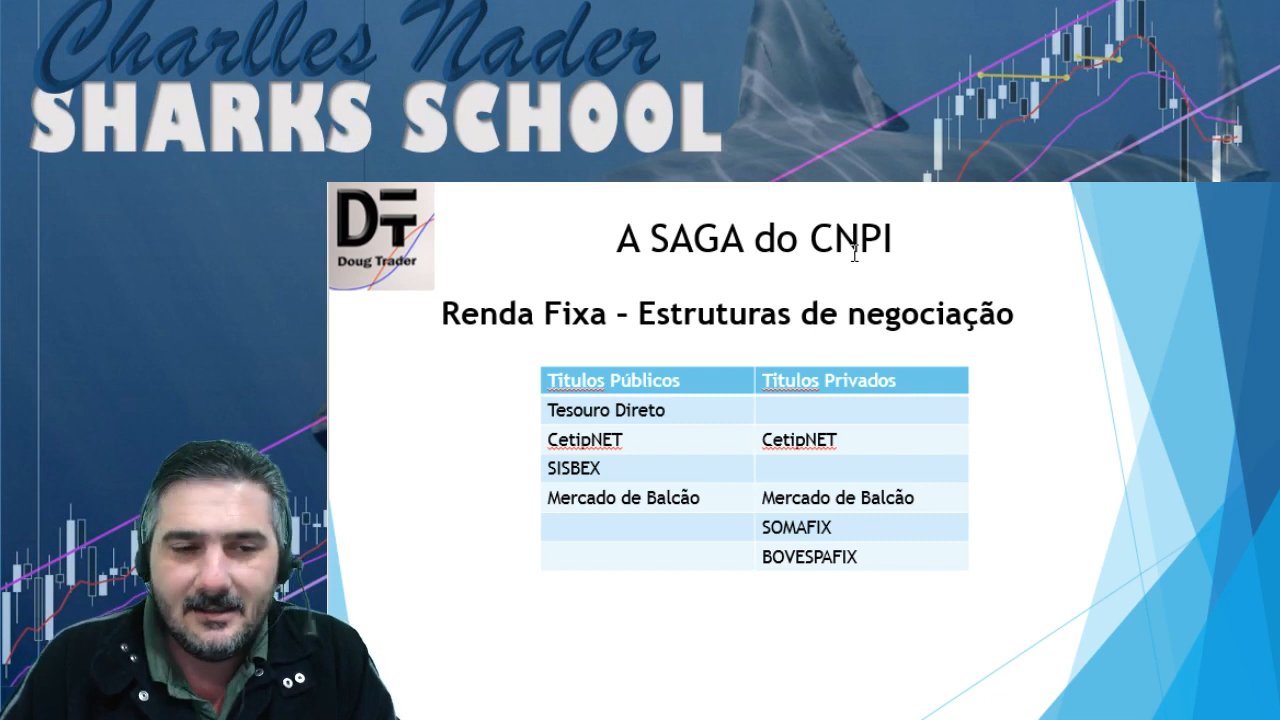 Charlles Nader
SHARKS SCHOOL
DT
Doug Trader
A SAGA do CNPI
Renda Fixa – Estruturas de negociação
Títulos Públicos Títulos Privados
Tesouro Direto
CetipNET CetipNET
SISBEX
Mercado de Balcão Mercado de Balcão
SOMAFIX
BOVESPAFIX